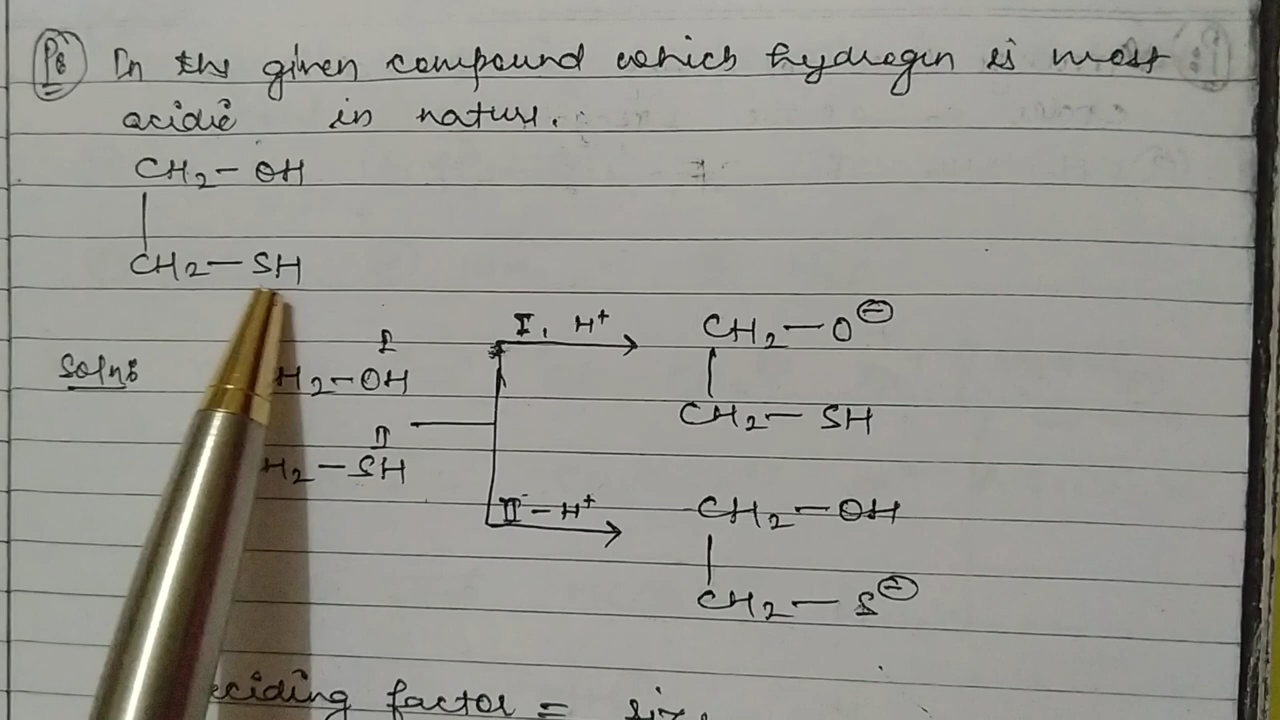 P: In the given compound which hydrogen is most
acidic in nature.
CH2-OH
CH2-SH
Soln:
I
H2-OH
II
H2-SH
I, H+
CH2-O⊖
CH2-SH
II -H+
CH2-OH
CH2-S⊖
eciding factor =